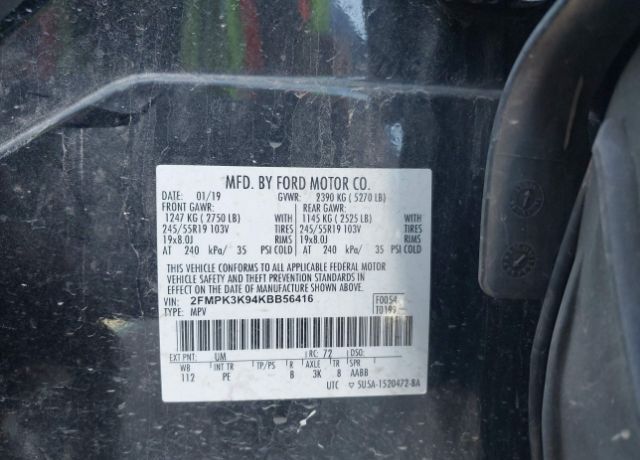 MFD. BY FORD MOTOR CO.
DATE: 01/19 GVWR: 2390 KG ( 5270 LB)
FRONT GAWR: REAR GAWR:
1247 KG ( 2750 LB) WITH 1145 KG ( 2525 LB) WITH
245/55R19 103V TIRES 245/55R19 103V TIRES
19x8.0J RIMS 19x8.0J RIMS
AT 240 kPa/ 35 PSI COLD AT 240 kPa/ 35 PSI COLD
THIS VEHICLE CONFORMS TO ALL APPLICABLE FEDERAL MOTOR
VEHICLE SAFETY AND THEFT PREVENTION STANDARDS IN
EFFECT ON THE DATE OF MANUFACTURE SHOWN ABOVE.
VIN: 2FMPK3K94KBB56416 F0054
TYPE: MPV T0199
EXT PNT: UM RC: 72 DSO:
WB INT TR TP/PS R AXLE TR SPR
112 PE B 3K 8 AABB
UTC 5U5A-1520472-BA